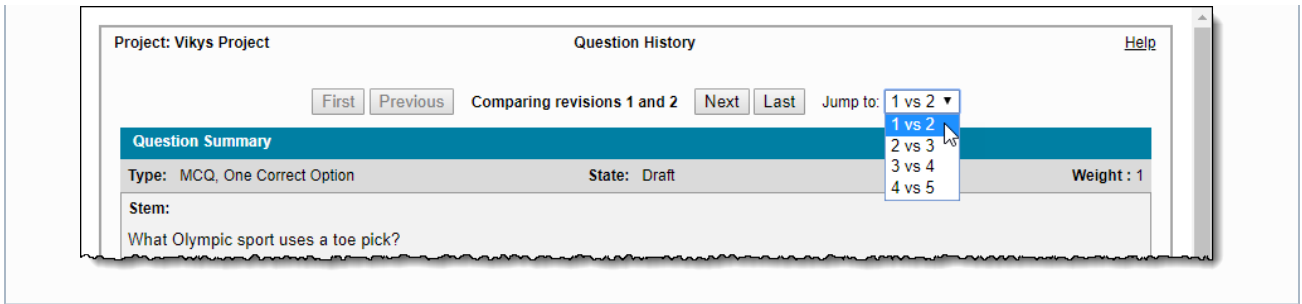 Project: Vikys Project Question History Help
First Previous Comparing revisions 1 and 2 Next Last Jump to: 1 vs 2
1 vs 2
2 vs 3
3 vs 4
4 vs 5
Question Summary
Type: MCQ, One Correct Option State: Draft Weight : 1
Stem:
What Olympic sport uses a toe pick?